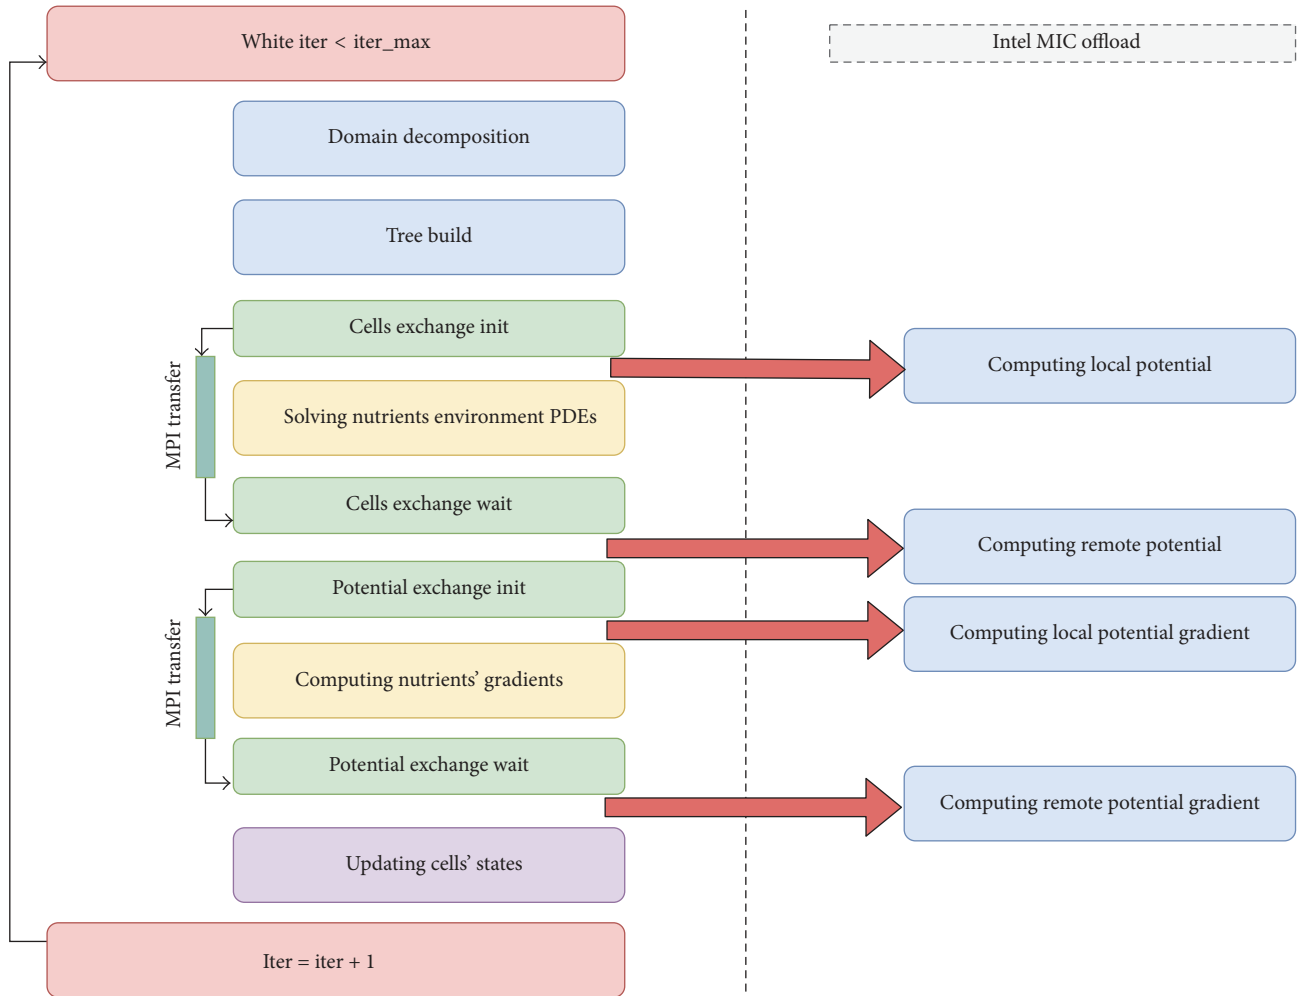 White iter < iter_max
Intel MIC offload
Domain decomposition
Tree build
Cells exchange init
Computing local potential
MPI transfer
Solving nutrients environment PDEs
Cells exchange wait
Computing remote potential
Potential exchange init
Computing local potential gradient
MPI transfer
Computing nutrients’ gradients
Potential exchange wait
Computing remote potential gradient
Updating cells’ states
Iter = iter + 1